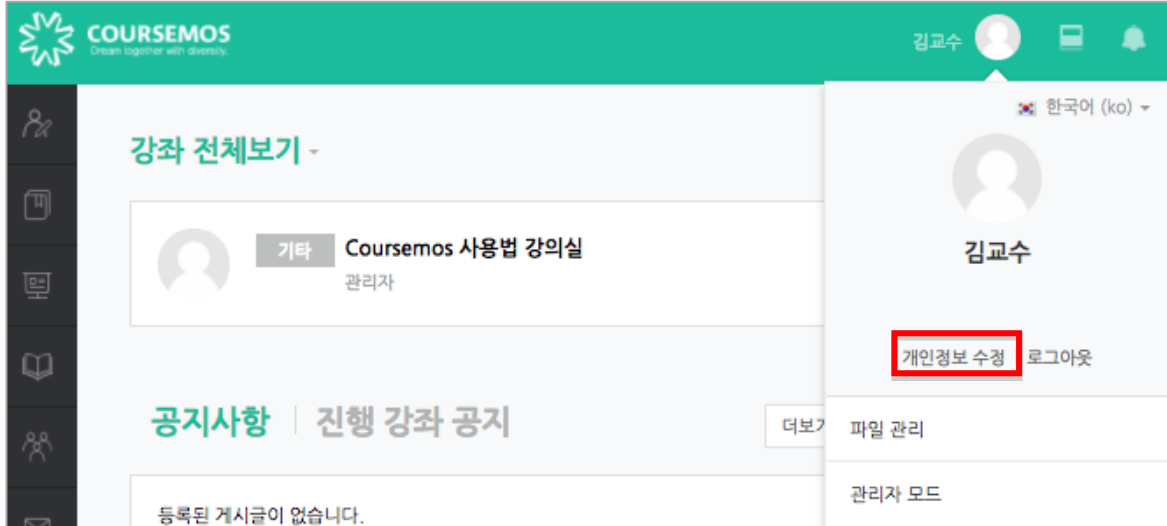 COURSEMOS
Dream together with diversity.
김교수
한국어 (ko)
강좌 전체보기
기타
Coursemos 사용법 강의실
관리자
김교수
개인정보 수정
로그아웃
공지사항
진행 강좌 공지
더보기
파일 관리
관리자 모드
등록된 게시글이 없습니다.